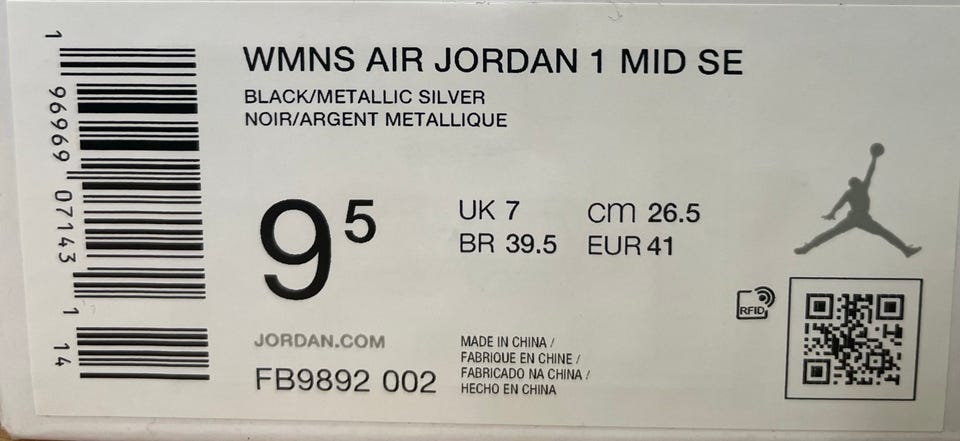 WMNS AIR JORDAN 1 MID SE
BLACK/METALLIC SILVER
NOIR/ARGENT METALLIQUE
9 5
UK 7 cm 26.5
BR 39.5 EUR 41
RFID
JORDAN.COM
FB9892 002
MADE IN CHINA /
FABRIQUE EN CHINE /
FABRICADO NA CHINA /
HECHO EN CHINA
1 96969 07143 1 14